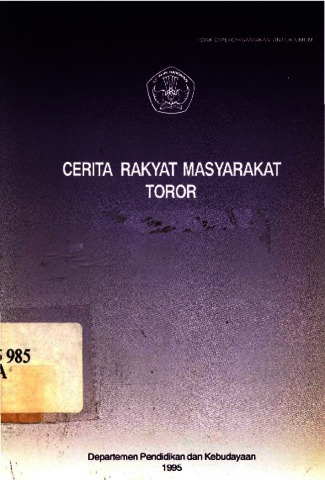 TIDAK DIPERDAGANGKAN UNTUK UMUM
CERITA RAKYAT MASYARAKAT
TOROR
985
A
Departemen Pendidikan dan Kebudayaan
1995